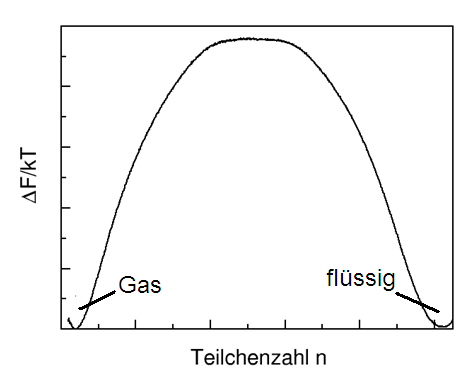 ΔF/kT
Gas
flüssig
Teilchenzahl n